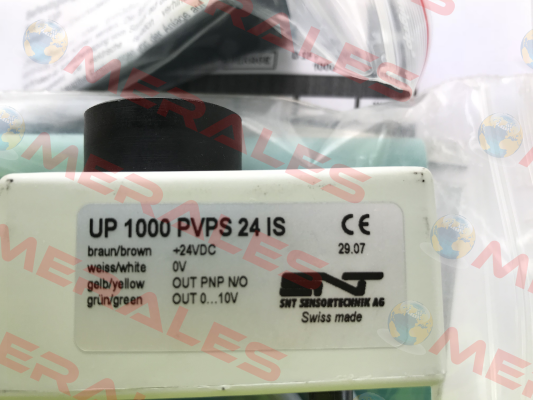 UP 1000 PVPS 24 IS
braun/brown +24VDC
weiss/white 0V
gelb/yellow OUT PNP N/O
grün/green OUT 0...10V
CE
29.07
SNT
SNT SENSORTECHNIK AG
Swiss made
MERALES
MERALES
MERALES
MERALES